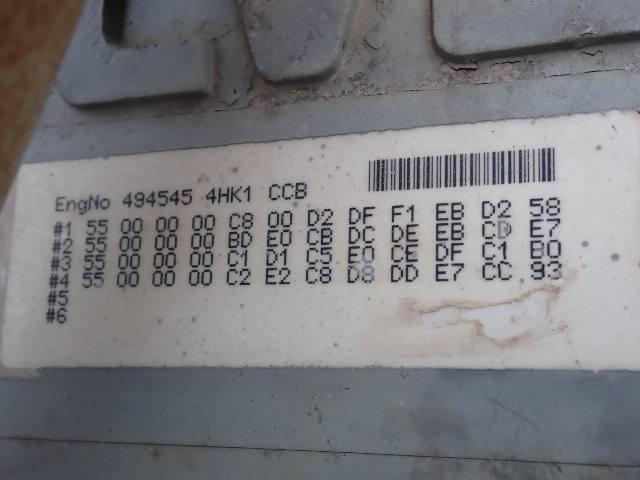 EngNo 494545 4HK1 CCB
#1 55 00 00 00 C8 00 D2 DF F1 EB D2 58
#2 55 00 00 00 BD E0 CB DC DE EB CD E7
#3 55 00 00 00 C1 D1 C5 E0 CE DF C1 B0
#4 55 00 00 00 C2 E2 C8 D8 DD E7 CC 93
#5
#6